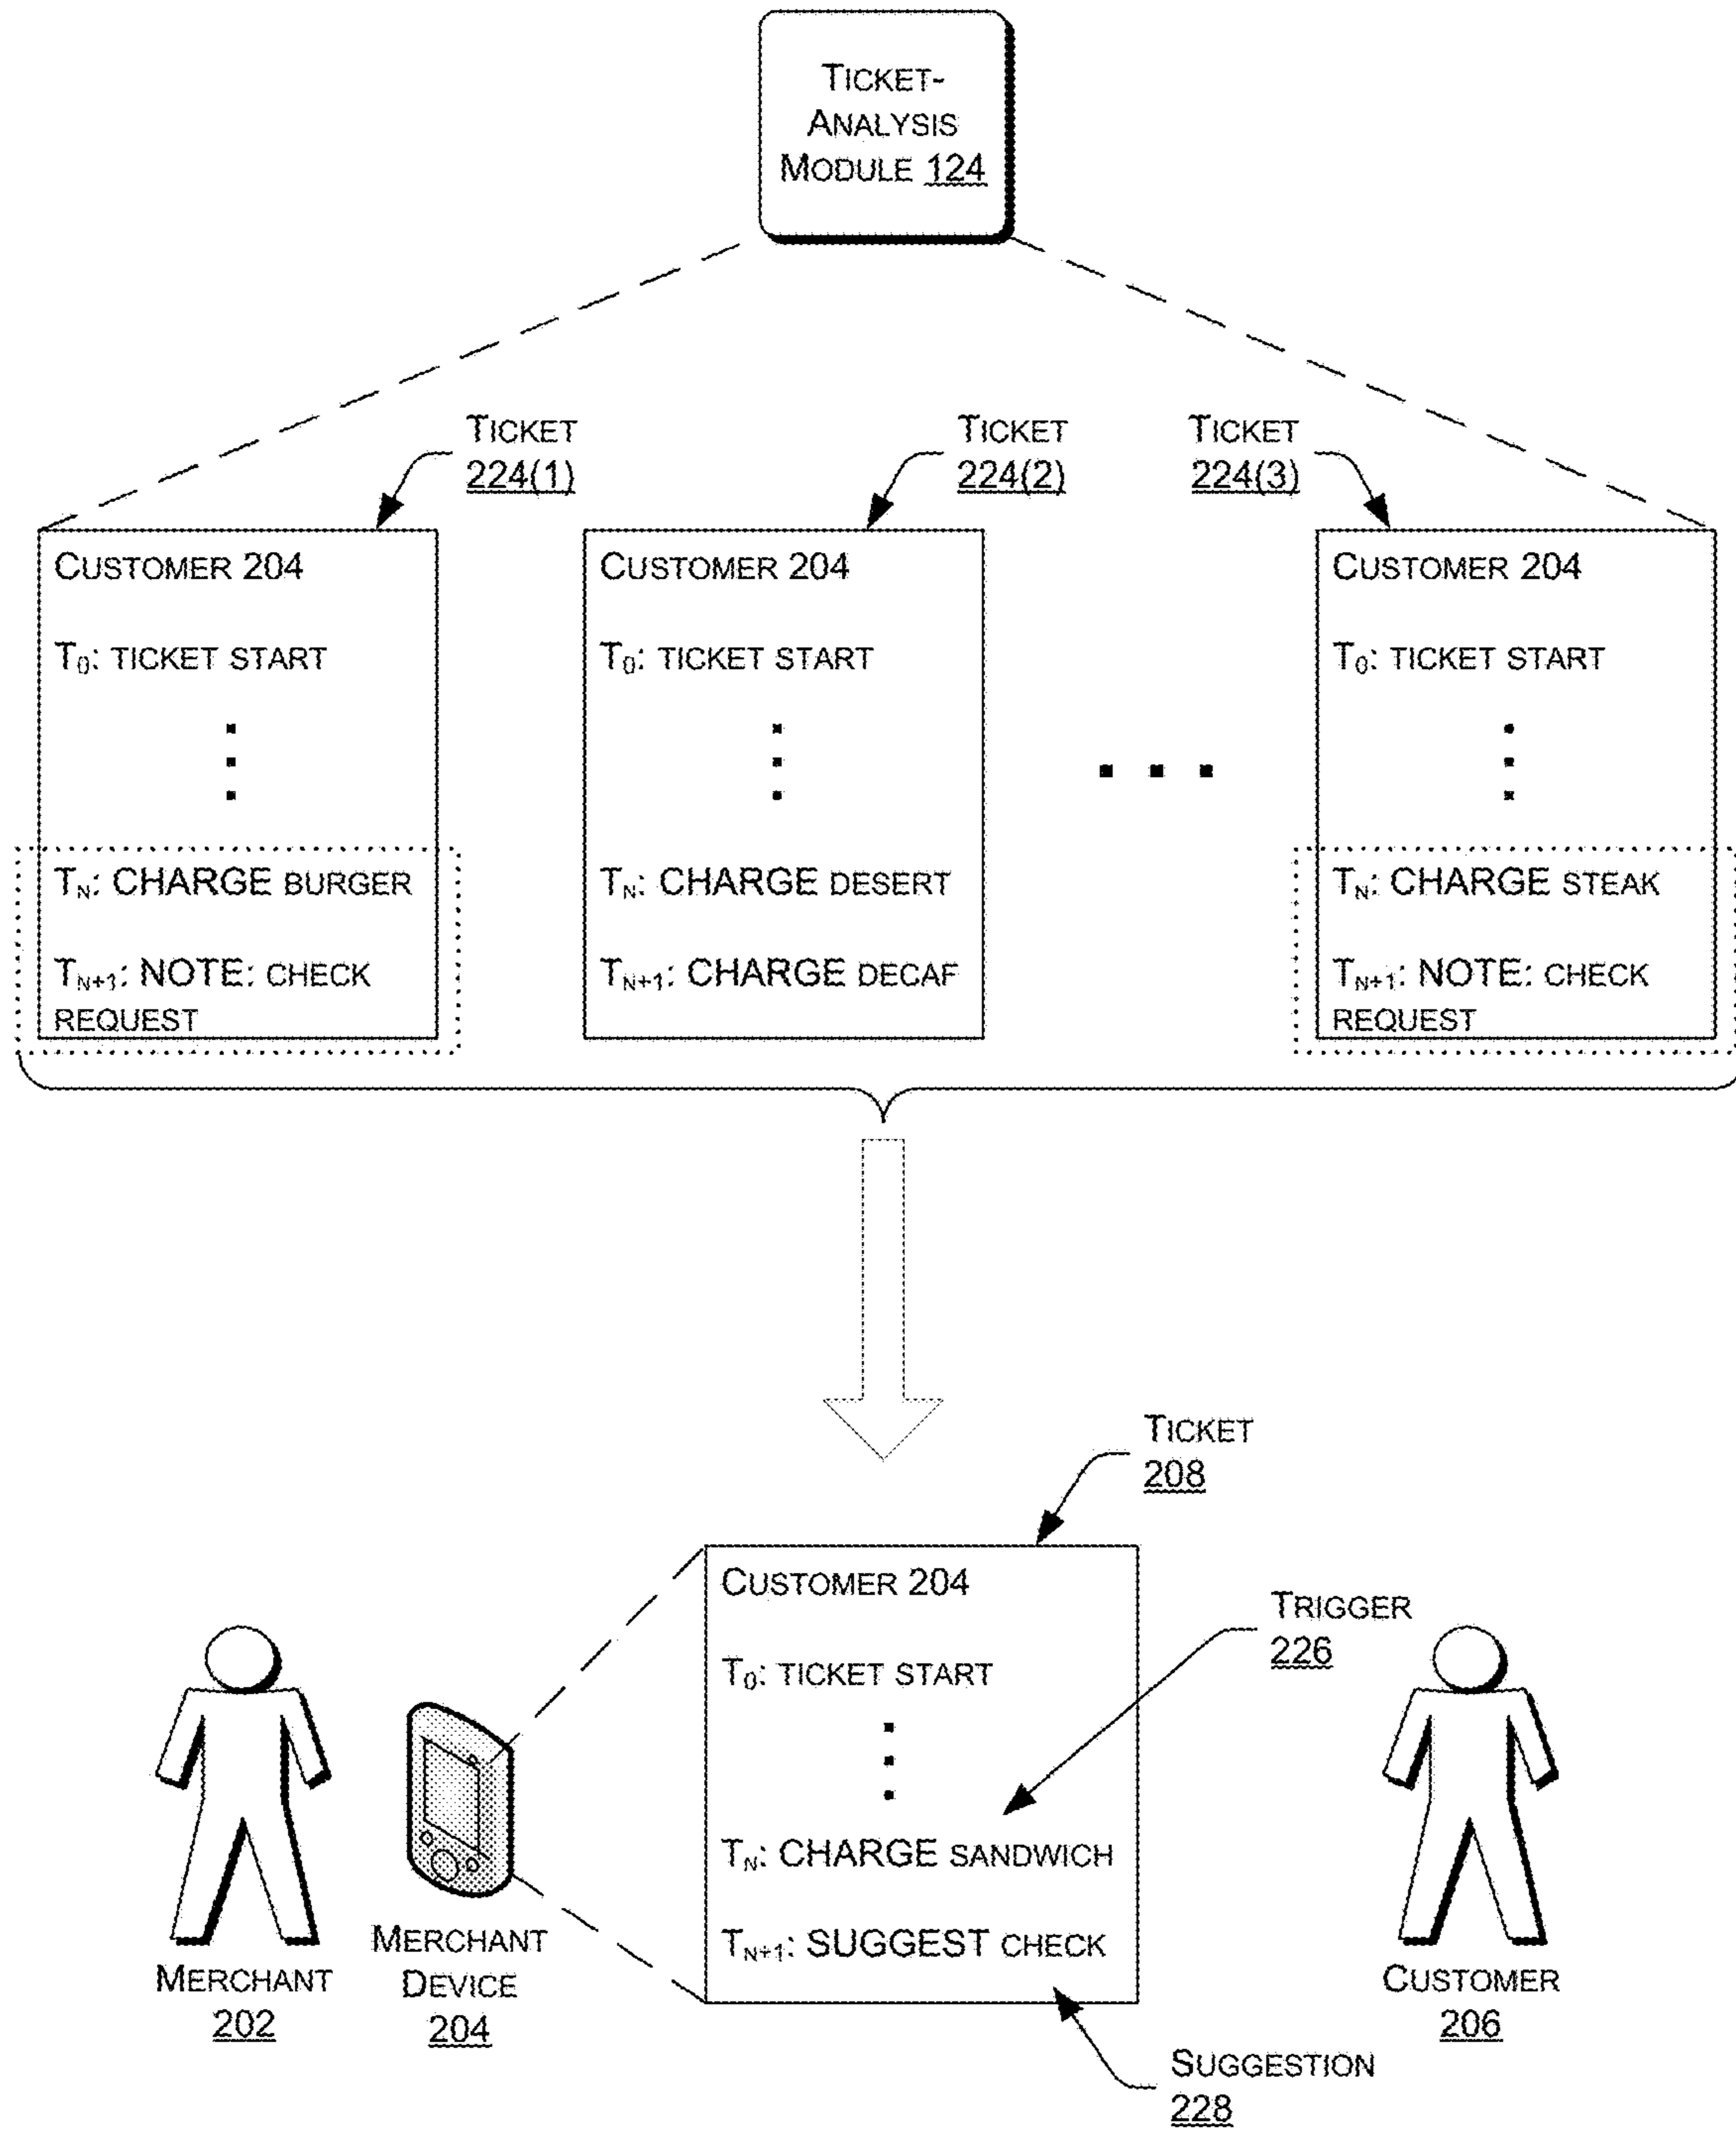 TICKET-
ANALYSIS
MODULE 124
TICKET
224(1)
TICKET
224(2)
TICKET
224(3)
CUSTOMER 204
T0: TICKET START
TN: CHARGE BURGER
TN+1: NOTE: CHECK
REQUEST
CUSTOMER 204
T0: TICKET START
TN: CHARGE DESERT
TN+1: CHARGE DECAF
CUSTOMER 204
T0: TICKET START
TN: CHARGE STEAK
TN+1: NOTE: CHECK
REQUEST
TICKET
208
CUSTOMER 204
T0: TICKET START
TN: CHARGE SANDWICH
TN+1: SUGGEST CHECK
TRIGGER
226
MERCHANT
202
MERCHANT
DEVICE
204
CUSTOMER
206
SUGGESTION
228